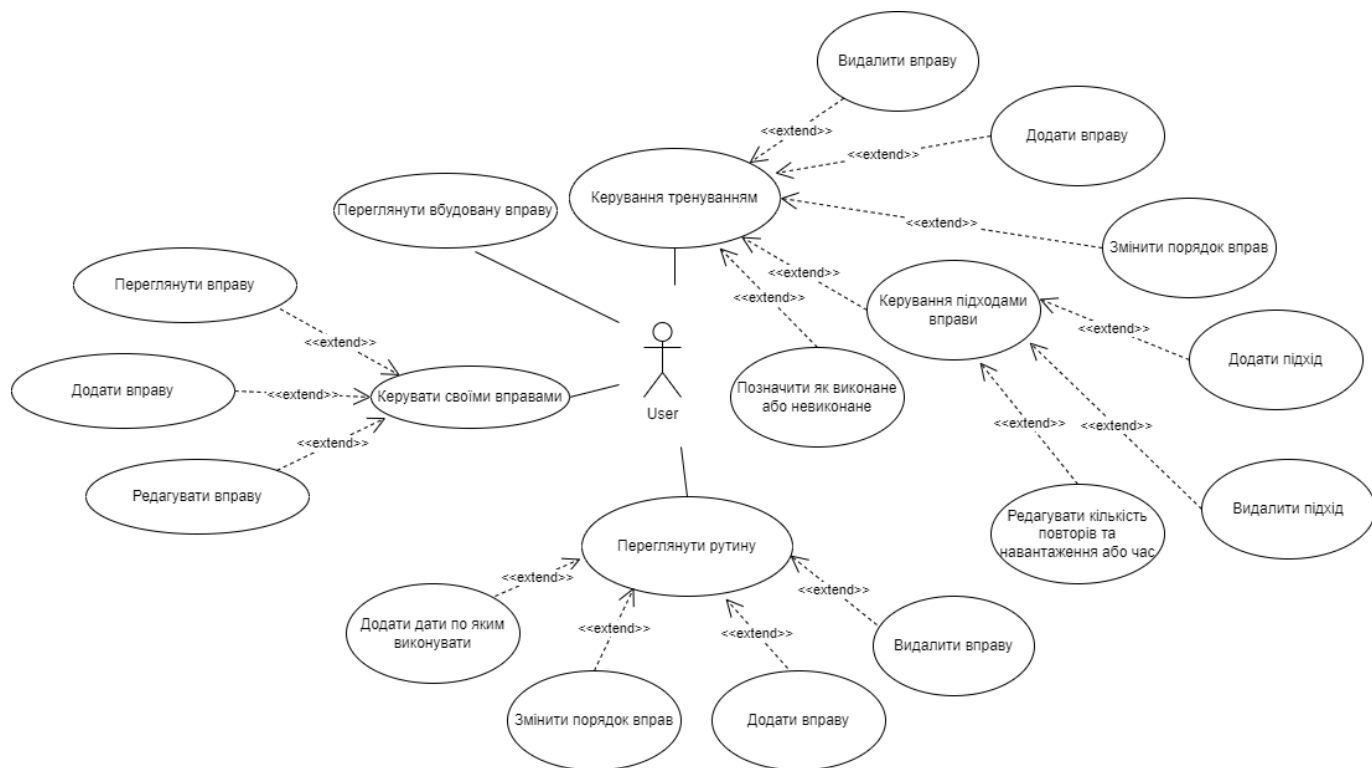 Видалити вправу
<<extend>>
Додати вправу
<<extend>>
Керування тренуванням
Переглянути вбудовану вправу
<<extend>>
Змінити порядок вправ
<<extend>>
Переглянути вправу
<<extend>>
Керування підходами
вправи
<<extend>>
<<extend>>
Додати підхід
Додати вправу
<<extend>>
Керувати своїми вправами
User
Позначити як виконане
або невиконане
<<extend>>
<<extend>>
<<extend>>
Редагувати вправу
Видалити підхід
Редагувати кількість
повторів та
навантаження або час
Переглянути рутину
<<extend>>
<<extend>>
Додати дати по яким
виконувати
<<extend>>
<<extend>>
Видалити вправу
Змінити порядок вправ
Додати вправу